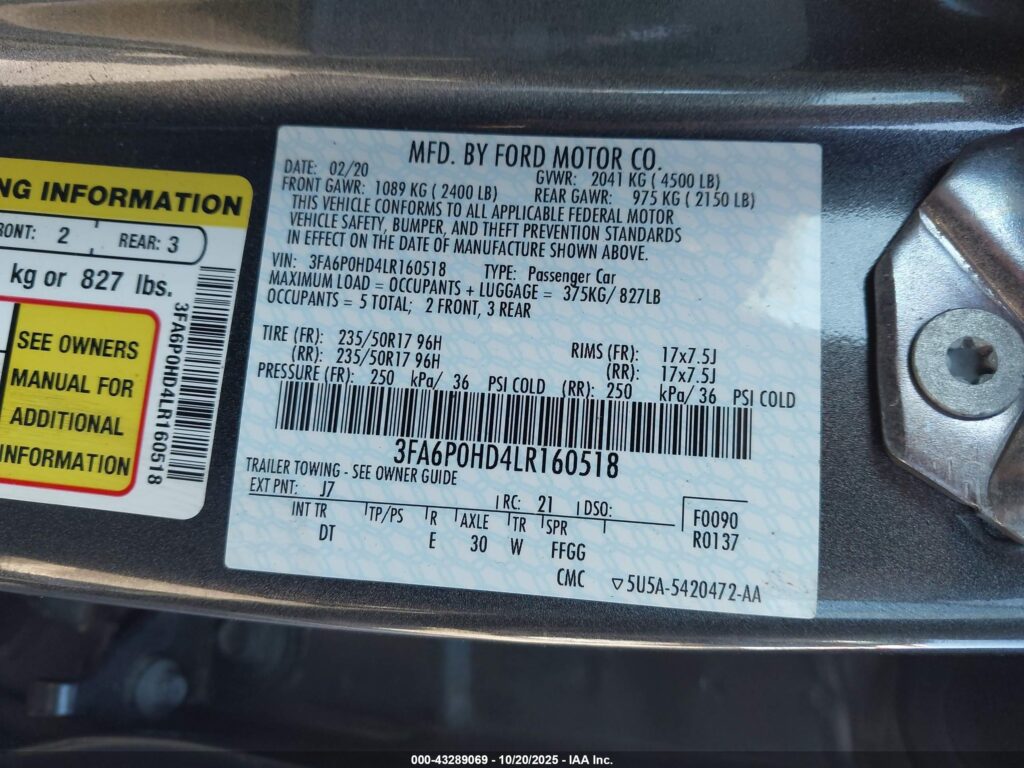 NG INFORMATION
RONT: 2
REAR: 3
kg or 827 lbs.
SEE OWNERS
MANUAL FOR
ADDITIONAL
INFORMATION
3FA6P0HD4LR160518
MFD. BY FORD MOTOR CO.
DATE: 02/20 GVWR: 2041 KG ( 4500 LB)
FRONT GAWR: 1089 KG ( 2400 LB) REAR GAWR: 975 KG ( 2150 LB)
THIS VEHICLE CONFORMS TO ALL APPLICABLE FEDERAL MOTOR
VEHICLE SAFETY, BUMPER, AND THEFT PREVENTION STANDARDS
IN EFFECT ON THE DATE OF MANUFACTURE SHOWN ABOVE.
VIN: 3FA6P0HD4LR160518 TYPE: Passenger Car
MAXIMUM LOAD = OCCUPANTS + LUGGAGE = 375KG/ 827LB
OCCUPANTS = 5 TOTAL; 2 FRONT, 3 REAR
TIRE (FR): 235/50R17 96H RIMS (FR): 17x7.5J
(RR): 235/50R17 96H (RR): 17x7.5J
PRESSURE (FR): 250 kPa/ 36 PSI COLD (RR): 250 kPa/ 36 PSI COLD
3FA6P0HD4LR160518
TRAILER TOWING - SEE OWNER GUIDE
EXT PNT: J7 RC: 21 DSO: F0090
R0137
INT TR TP/PS R AXLE TR SPR
DT E 30 W FFGG
CMC ▽5U5A-5420472-AA
000-43289069 - 10/20/2025 - IAA Inc.